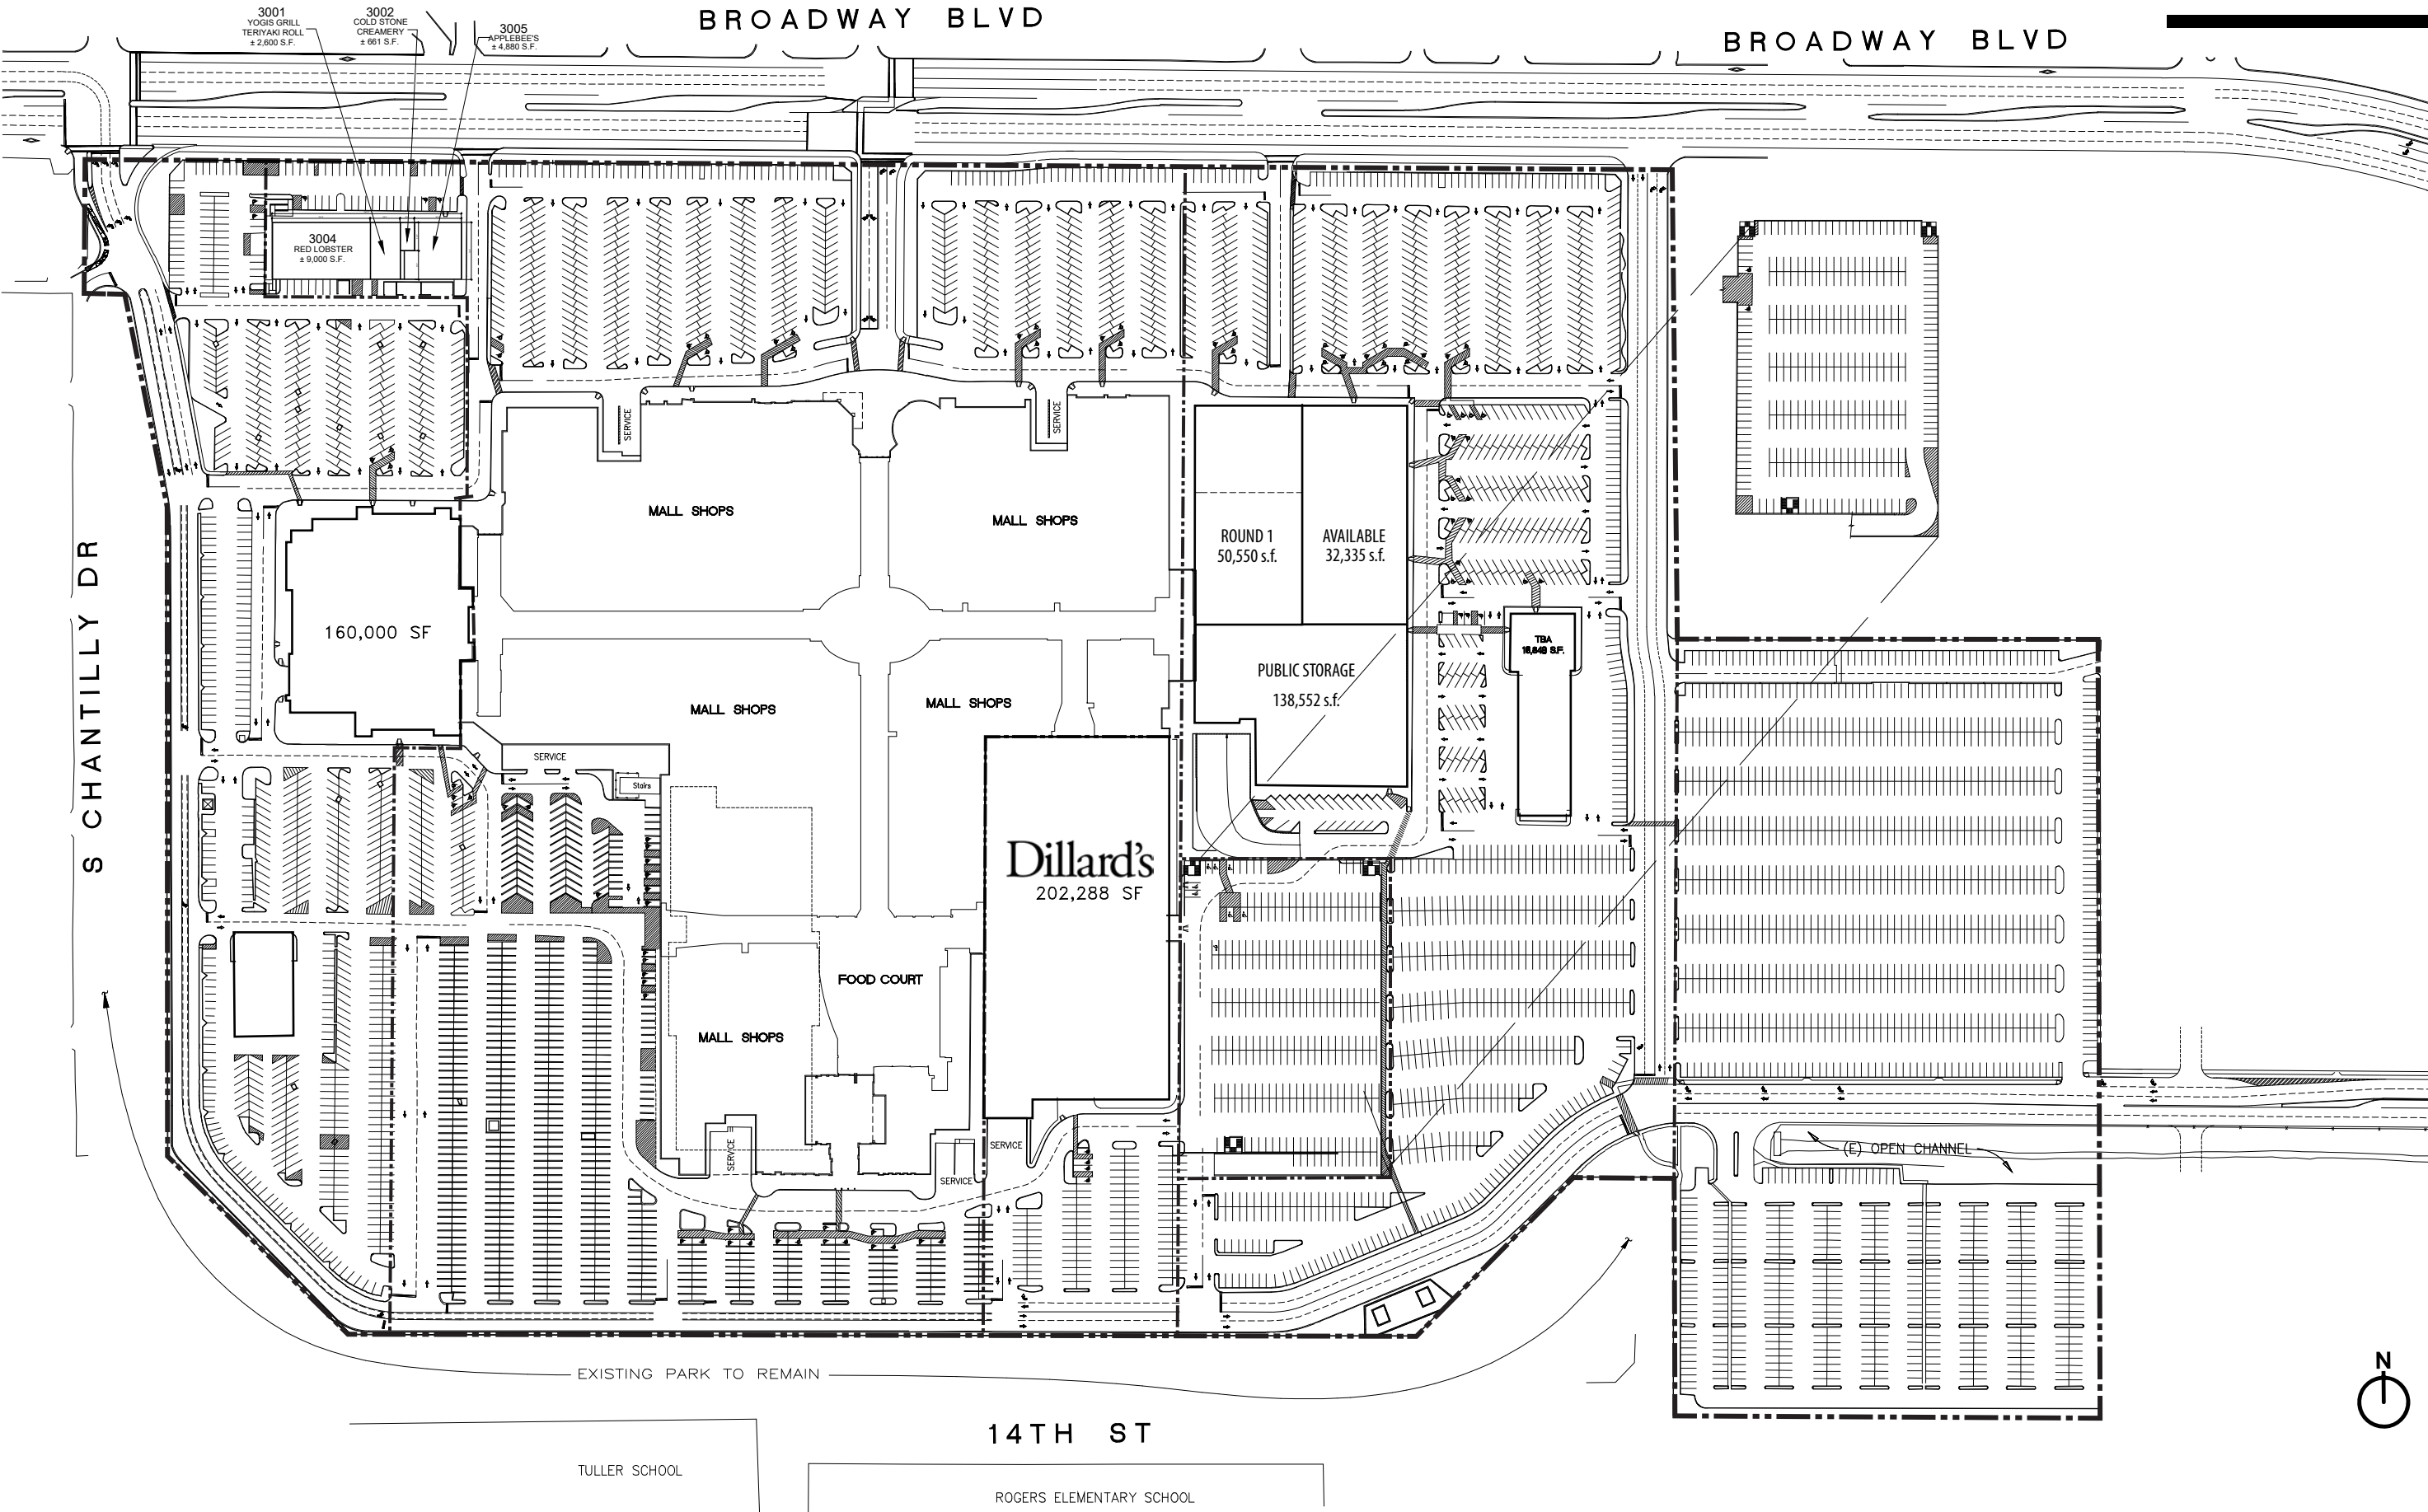 BROADWAY BLVD
BROADWAY BLVD
3001
YOGIS GRILL
TERIYAKI ROLL
± 2,600 S.F.
3002
COLD STONE
CREAMERY
± 661 S.F.
3005
APPLEBEE'S
± 4,880 S.F.
3004
RED LOBSTER
± 9,000 S.F.
SERVICE
SERVICE
MALL SHOPS
MALL SHOPS
ROUND 1
50,550 s.f.
AVAILABLE
32,335 s.f.
S CHANTILLY DR
160,000 SF
TBA
PUBLIC STORAGE
138,552 s.f.
MALL SHOPS
MALL SHOPS
SERVICE
Stairs
Dillard's
202,288 SF
FOOD COURT
MALL SHOPS
SERVICE
SERVICE
SERVICE
(E) OPEN CHANNEL
EXISTING PARK TO REMAIN
N
14TH ST
TULLER SCHOOL
ROGERS ELEMENTARY SCHOOL